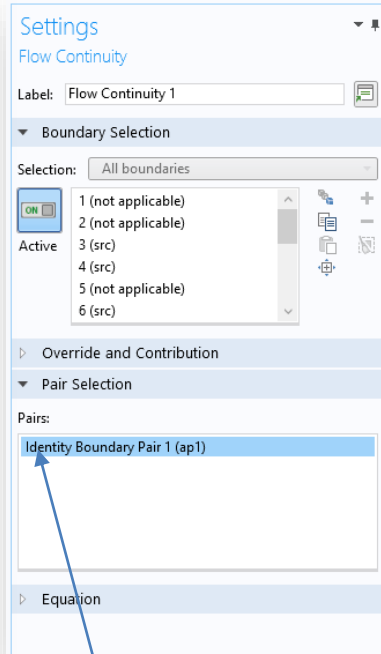 Settings
Flow Continuity
Label: Flow Continuity 1
Boundary Selection
Selection: All boundaries
ON
Active
1 (not applicable)
2 (not applicable)
3 (src)
4 (src)
5 (not applicable)
6 (src)
Override and Contribution
Pair Selection
Pairs:
Identity Boundary Pair 1 (ap1)
Equation